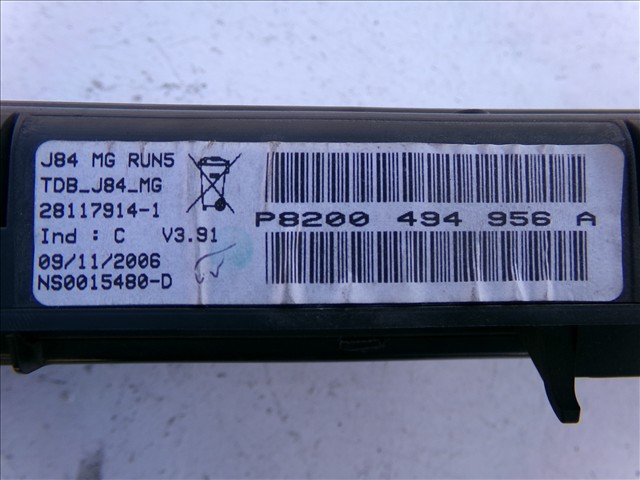 J84 MG RUN5
TDB_J84_MG
28117914-1
Ind : C V3.91
09/11/2006
NS0015480-D
P8200 494 956 A